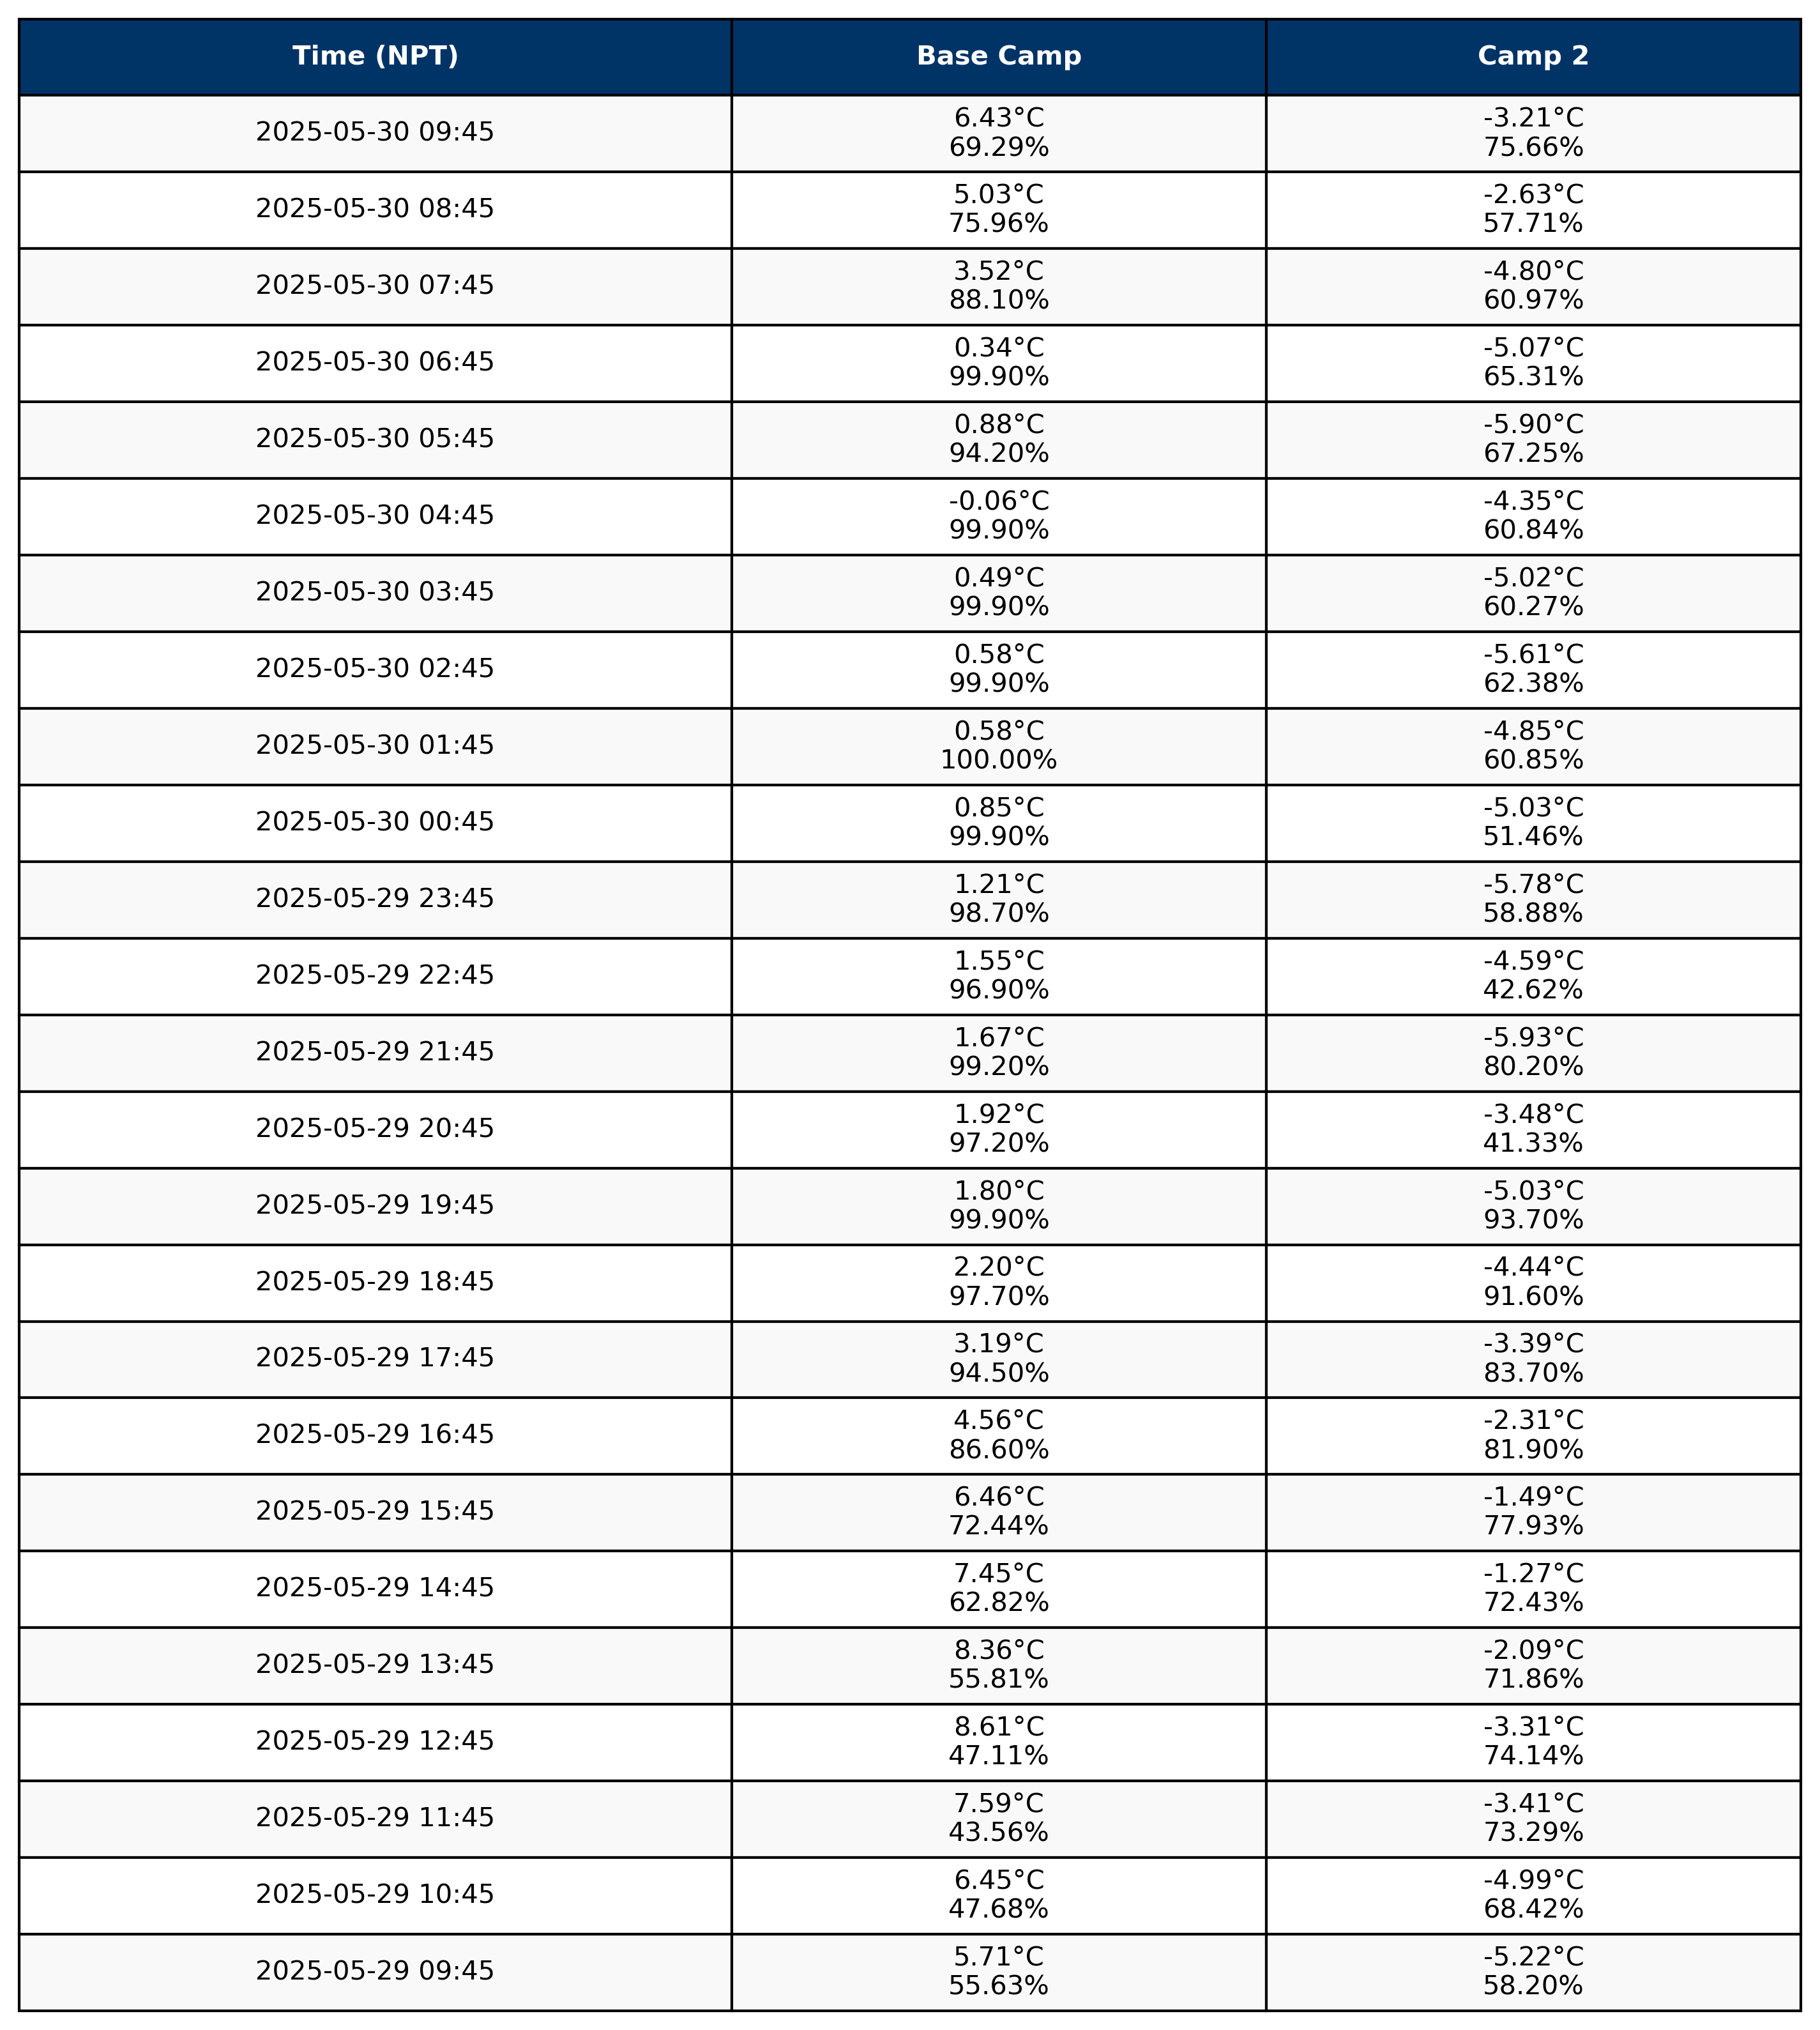 Time (NPT) Base Camp Camp 2
2025-05-30 09:45 6.43°C -3.21°C
69.29% 75.66%
2025-05-30 08:45 5.03°C -2.63°C
75.96% 57.71%
2025-05-30 07:45 3.52°C -4.80°C
88.10% 60.97%
2025-05-30 06:45 0.34°C -5.07°C
99.90% 65.31%
2025-05-30 05:45 0.88°C -5.90°C
94.20% 67.25%
2025-05-30 04:45 -0.06°C -4.35°C
99.90% 60.84%
2025-05-30 03:45 0.49°C -5.02°C
99.90% 60.27%
2025-05-30 02:45 0.58°C -5.61°C
99.90% 62.38%
2025-05-30 01:45 0.58°C -4.85°C
100.00% 60.85%
2025-05-30 00:45 0.85°C -5.03°C
99.90% 51.46%
2025-05-29 23:45 1.21°C -5.78°C
98.70% 58.88%
2025-05-29 22:45 1.55°C -4.59°C
96.90% 42.62%
2025-05-29 21:45 1.67°C -5.93°C
99.20% 80.20%
2025-05-29 20:45 1.92°C -3.48°C
97.20% 41.33%
2025-05-29 19:45 1.80°C -5.03°C
99.90% 93.70%
2025-05-29 18:45 2.20°C -4.44°C
97.70% 91.60%
2025-05-29 17:45 3.19°C -3.39°C
94.50% 83.70%
2025-05-29 16:45 4.56°C -2.31°C
86.60% 81.90%
2025-05-29 15:45 6.46°C -1.49°C
72.44% 77.93%
2025-05-29 14:45 7.45°C -1.27°C
62.82% 72.43%
2025-05-29 13:45 8.36°C -2.09°C
55.81% 71.86%
2025-05-29 12:45 8.61°C -3.31°C
47.11% 74.14%
2025-05-29 11:45 7.59°C -3.41°C
43.56% 73.29%
2025-05-29 10:45 6.45°C -4.99°C
47.68% 68.42%
2025-05-29 09:45 5.71°C -5.22°C
55.63% 58.20%